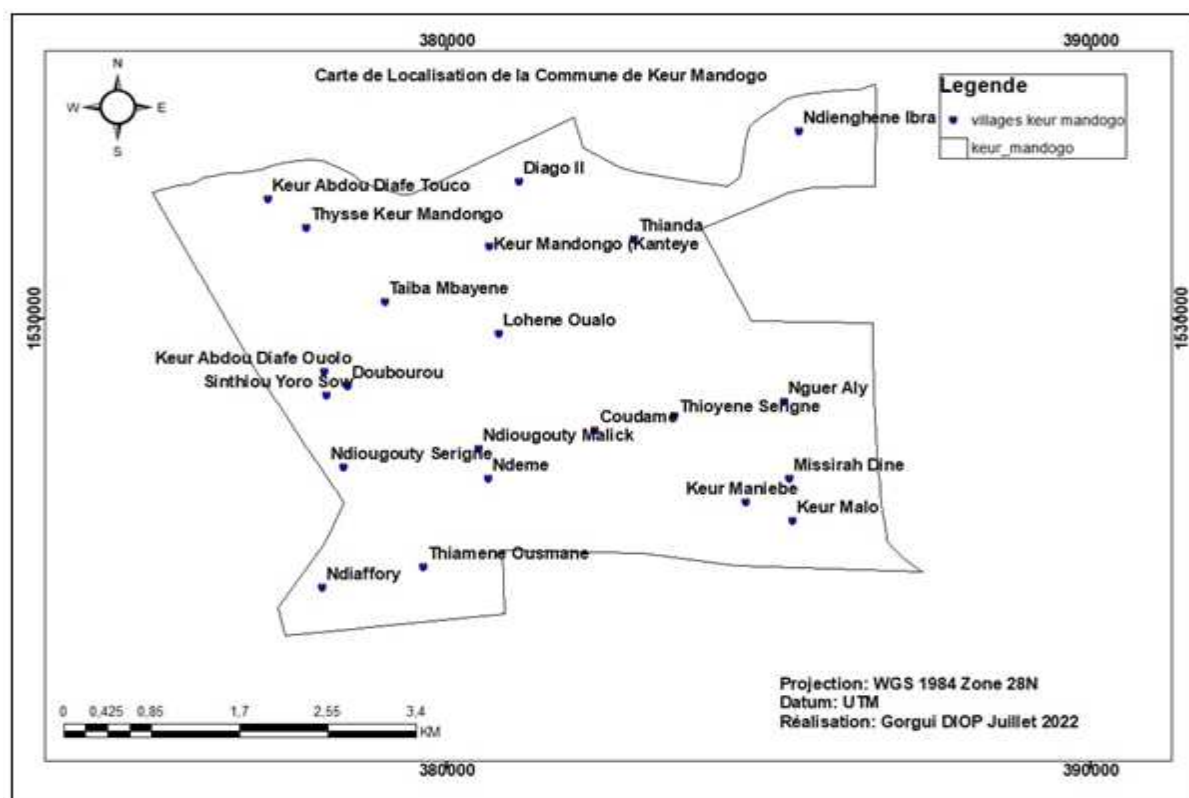 380000
390000
Carte de Localisation de la Commune de Keur Mandogo
N
W
E
S
Legende
villages keur mandogo
keur_mandogo
Ndienghene Ibra
Diago II
Keur Abdou Diafe Touco
Thysse Keur Mandongo
Thianda
Keur Mandongo (Kanteye
Taiba Mbayene
1530000
1530000
Lohene Oualo
Keur Abdou Diafe Ouolo
Doubourou
Sinthiou Yoro Sow
Nguer Aly
Thioyene Serigne
Coudame
Ndiougouty Malick
Ndiougouty Serigne
Ndeme
Missirah Dine
Keur Maniebe
Keur Malo
Thiamene Ousmane
Ndiaffory
Projection: WGS 1984 Zone 28N
Datum: UTM
Réalisation: Gorgui DIOP Juillet 2022
0 0,425 0,85 1,7 2,55 3,4
KM
380000
390000